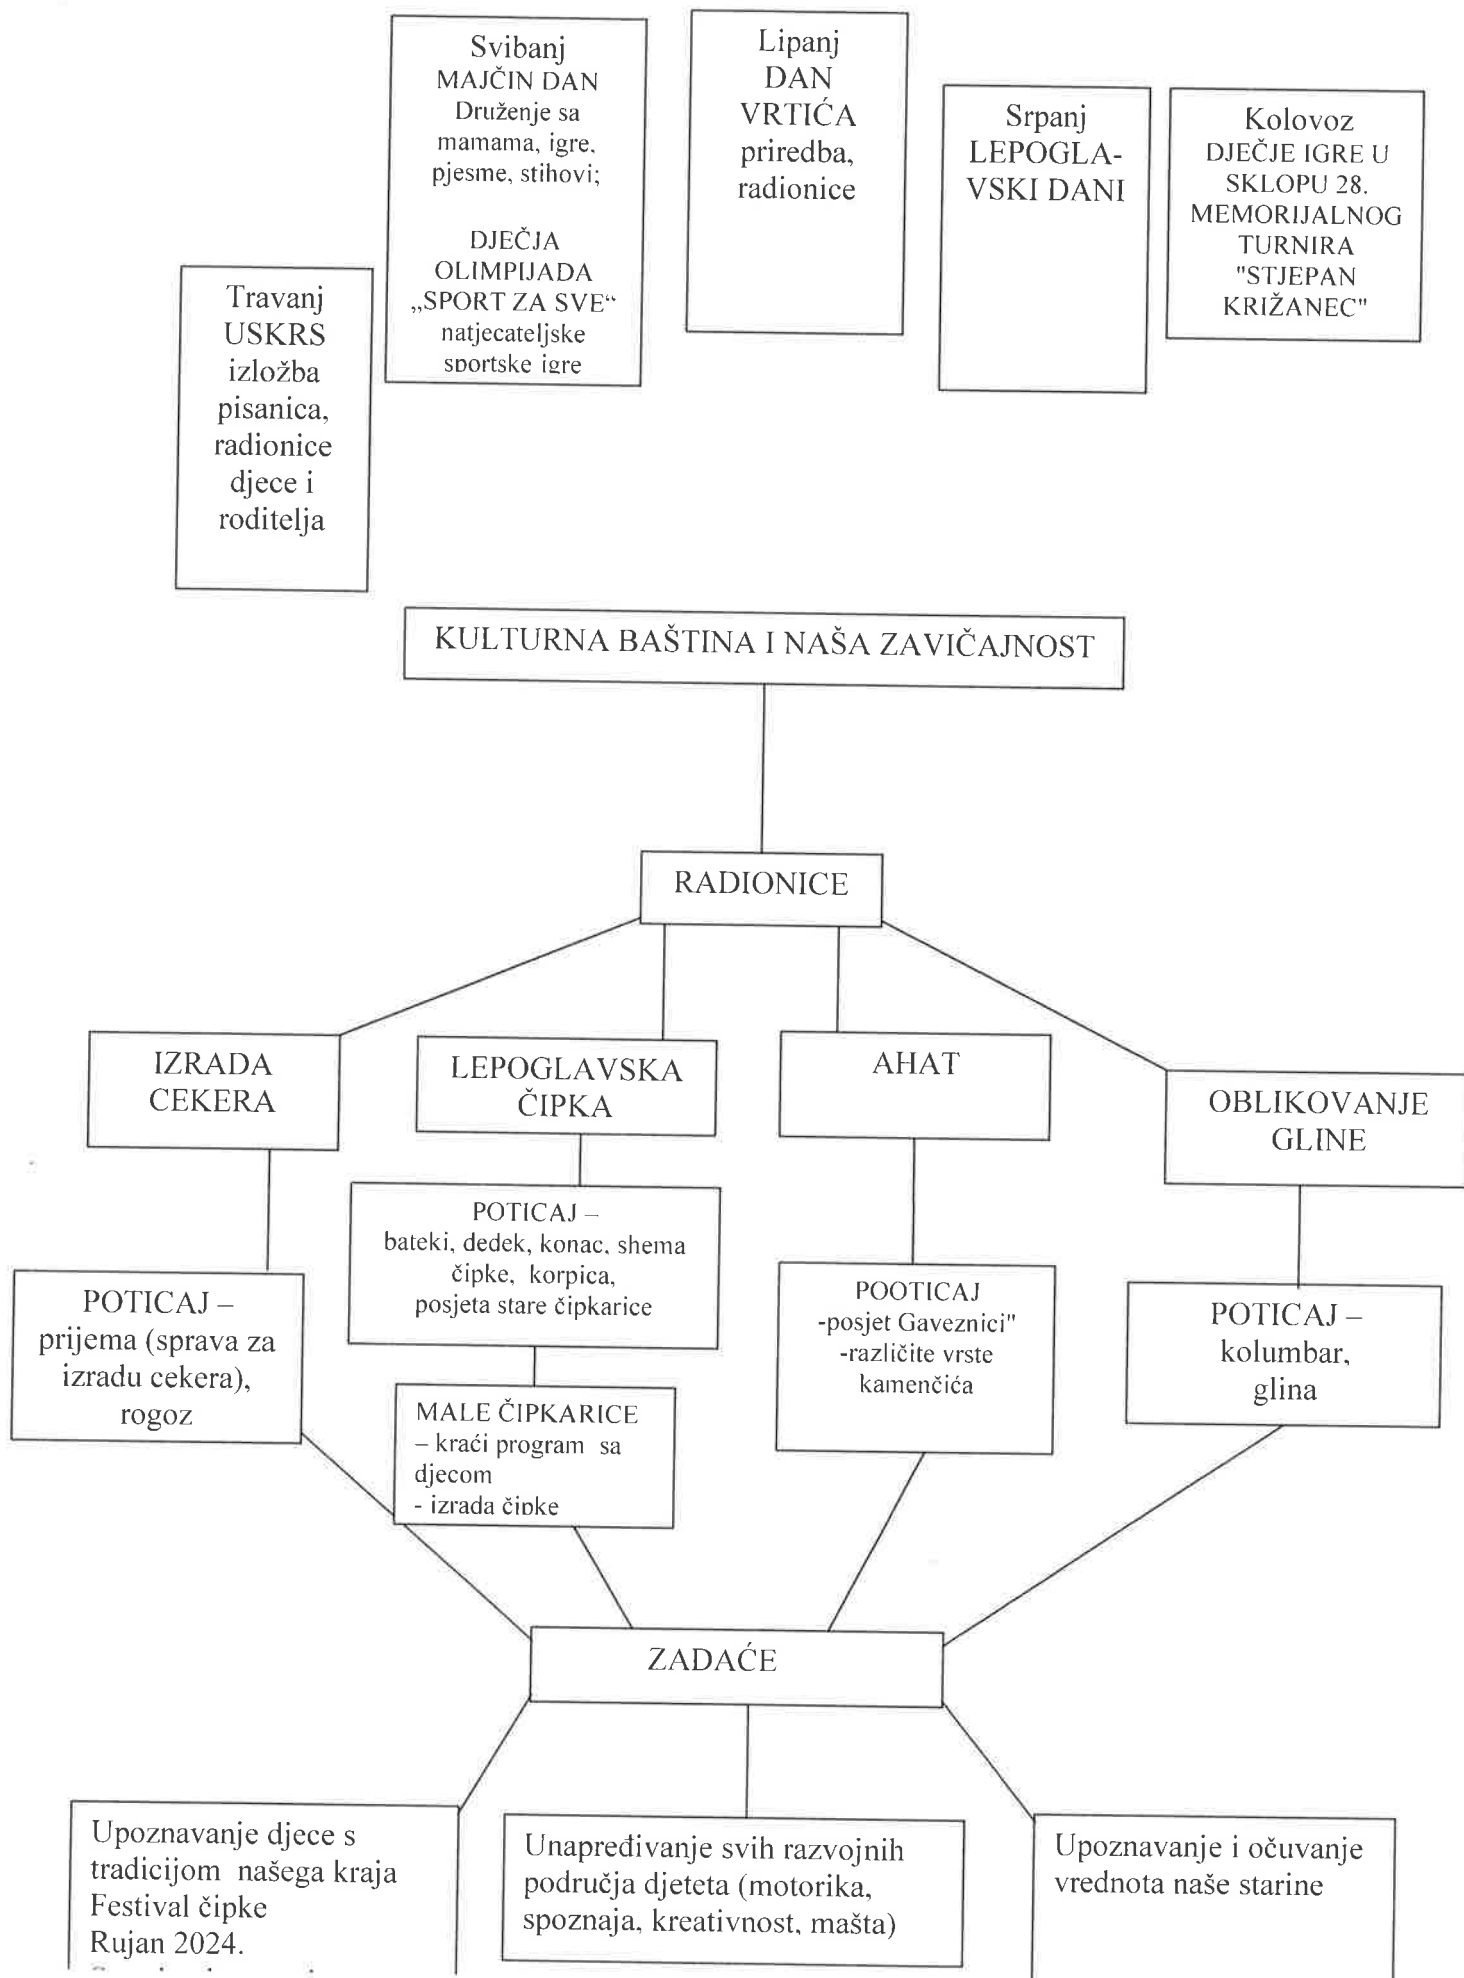 Svibanj
MAJČIN DAN
Druženje sa
mamama, igre,
pjesme, stihovi;
DJEČJA
OLIMPIJADA
„SPORT ZA SVE“
natjecateljske
sportske igre
Lipanj
DAN
VRTIĆA
priredba,
radionice
Srpanj
LEPOGLA-
VSKI DANI
Kolovoz
DJEČJE IGRE U
SKLOPU 28.
MEMORIJALNOG
TURNIRA
"STJEPAN
KRIŽANEC"
Travanj
USKRS
izložba
pisanica,
radionice
djece i
roditelja
KULTURNA BAŠTINA I NAŠA ZAVIČAJNOST
RADIONICE
IZRADA
CEKERA
LEPOGLAVSKA
ČIPKA
AHAT
OBLIKOVANJE
GLINE
POTICAJ –
prijema (sprava za
izradu cekera),
rogoz
POTICAJ –
bateki, dedek, konac, shema
čipke, korpica,
posjeta stare čipkarice
POOTICAJ
-posjet Gaveznici"
-različite vrste
kamenčića
POTICAJ –
kolumbar,
glina
MALE ČIPKARICE
– kraći program sa
djecom
- izrada čipke
ZADAĆE
Upoznavanje djece s
tradicijom našega kraja
Festival čipke
Rujan 2024.
Unapređivanje svih razvojnih
područja djeteta (motorika,
spoznaja, kreativnost, mašta)
Upoznavanje i očuvanje
vrednota naše starine